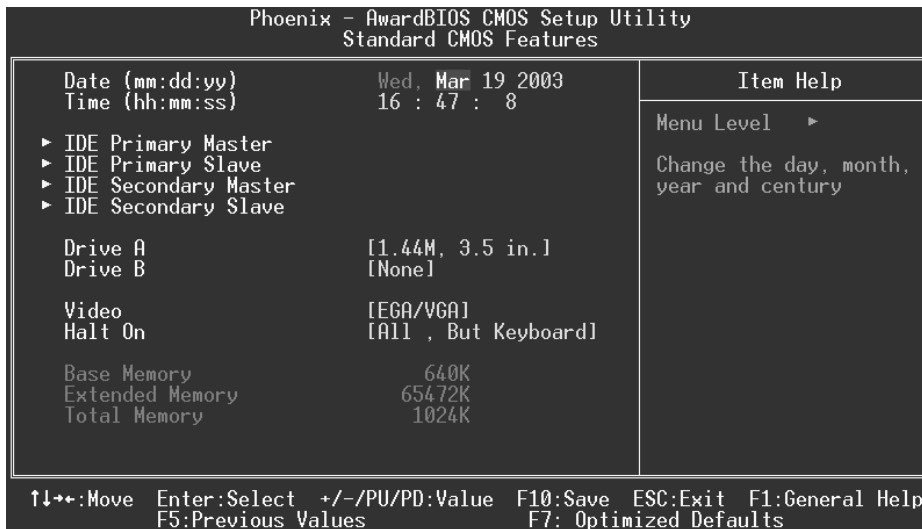 Phoenix - AwardBIOS CMOS Setup Utility
Standard CMOS Features
Date (mm:dd:yy) Wed, Mar 19 2003
Time (hh:mm:ss) 16 : 47 : 8
► IDE Primary Master
► IDE Primary Slave
► IDE Secondary Master
► IDE Secondary Slave
Drive A [1.44M, 3.5 in.]
Drive B [None]
Video [EGA/VGA]
Halt On [All , But Keyboard]
Base Memory 640K
Extended Memory 65472K
Total Memory 1024K
Item Help
Menu Level ►
Change the day, month,
year and century
↑↓→←:Move Enter:Select +/-/PU/PD:Value F10:Save ESC:Exit F1:General Help
F5:Previous Values F7: Optimized Defaults